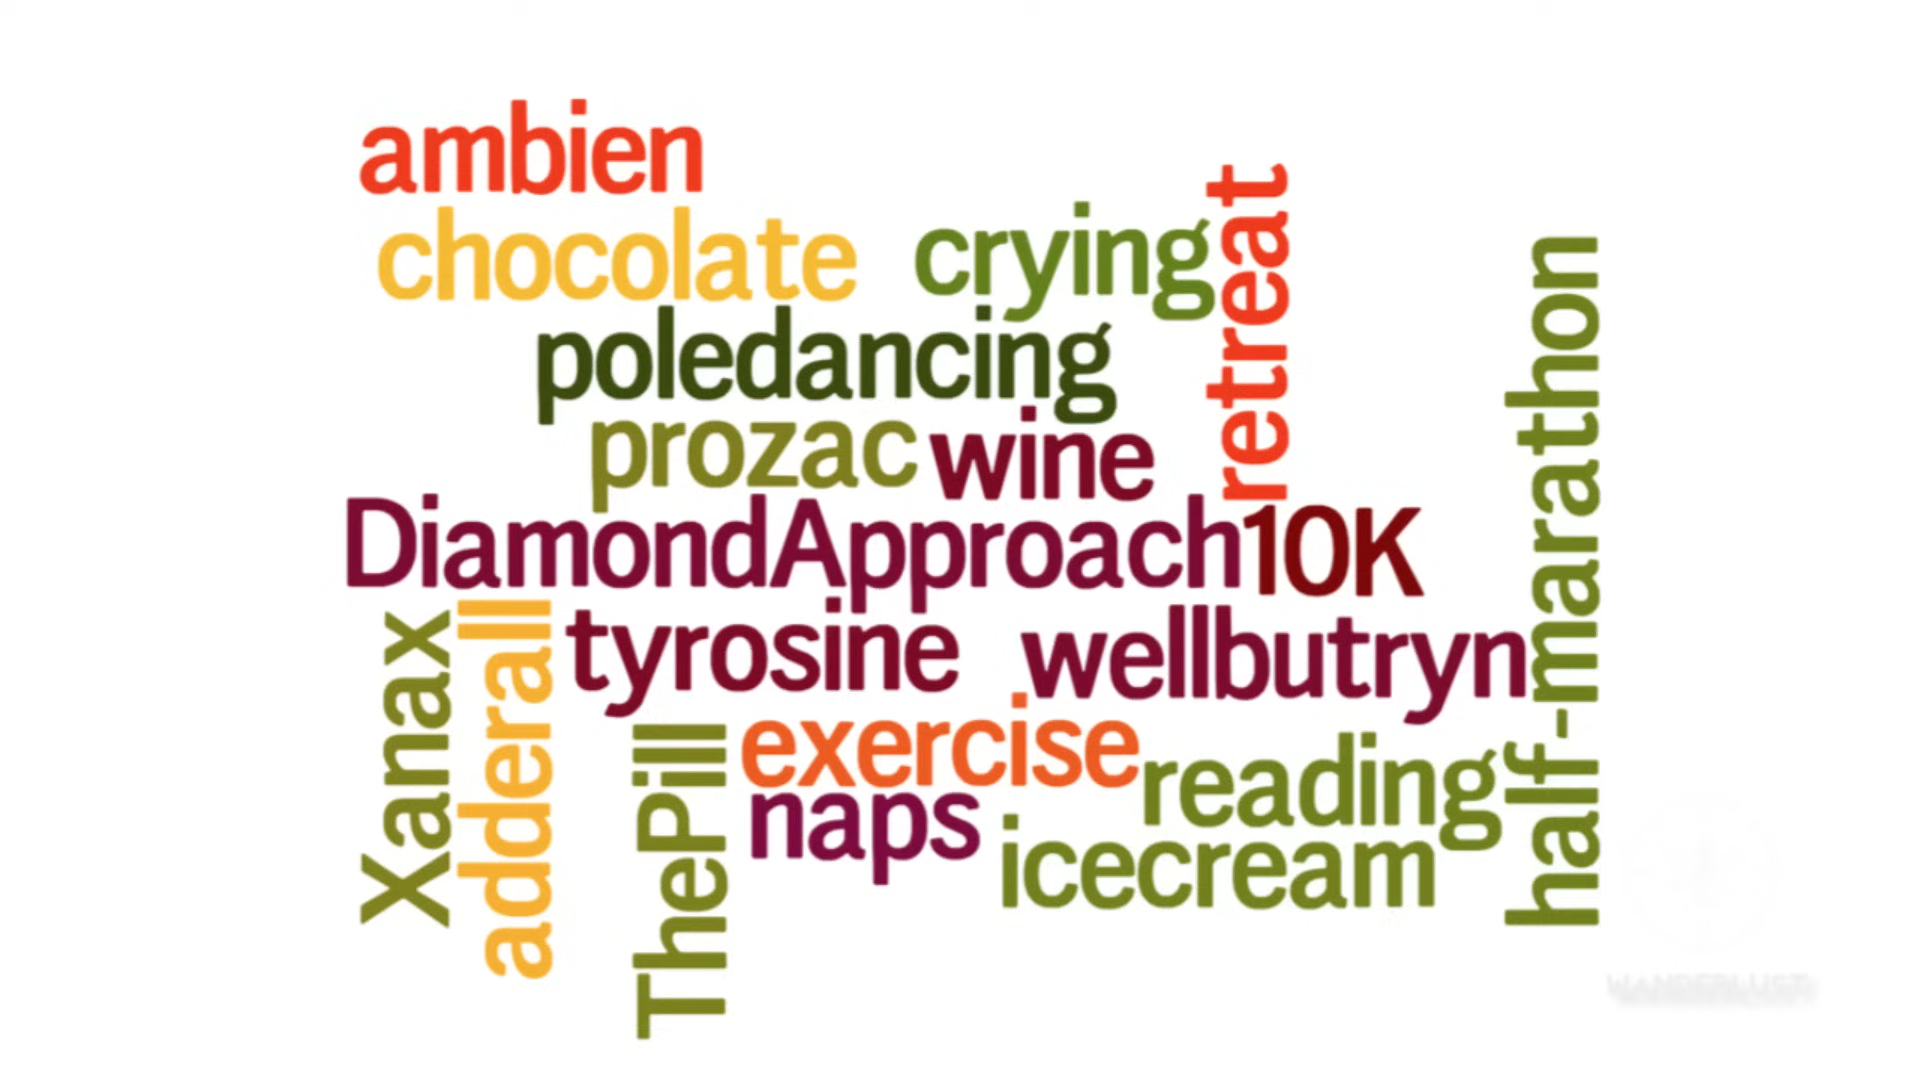 ambien
chocolate
crying
retreat
poledancing
prozac
wine
half-marathon
DiamondApproach
10K
Xanax
adderall
tyrosine
wellbutryn
ThePill
exercise
reading
naps
icecream
WANDERLUST